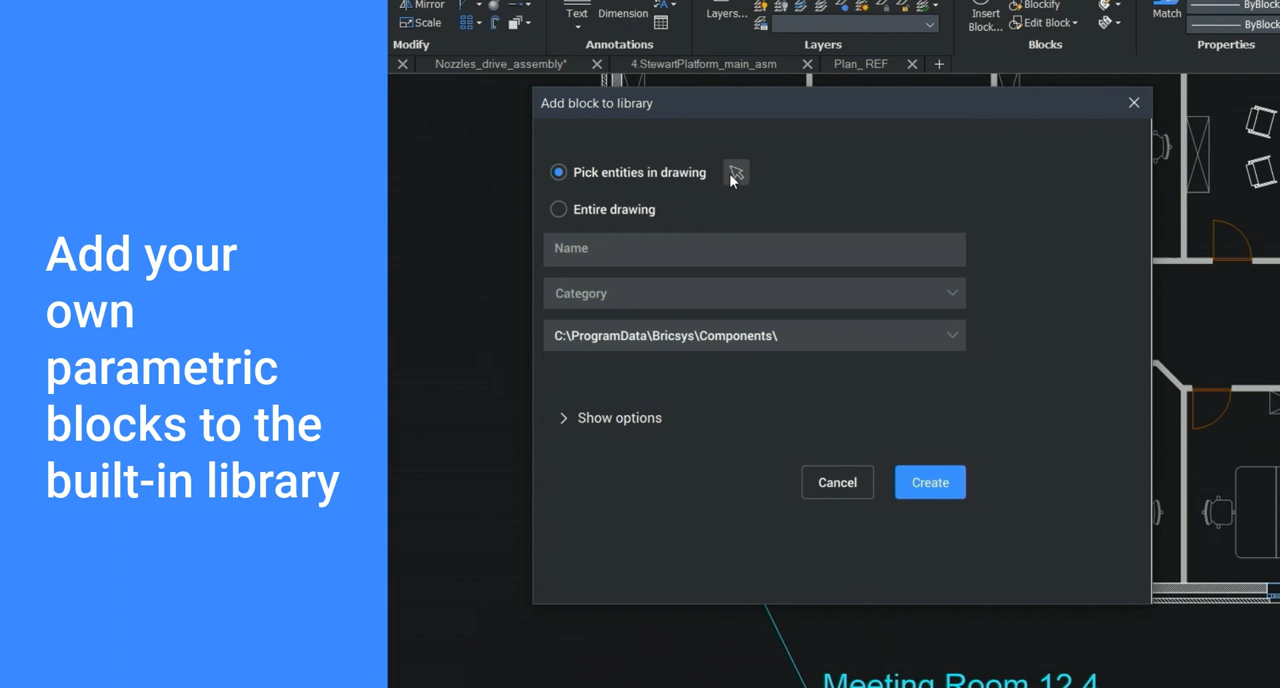 Add your
own
parametric
blocks to the
built-in library
Mirror
Scale
Modify
Text
Dimension
Annotations
Layers...
Layers
Insert
Block...
Blockify
Edit Block
Blocks
Match
ByBlock
ByBlock
Properties
Nozzles_drive_assembly*
4.StewartPlatform_main_asm
Plan_ REF
Add block to library
Pick entities in drawing
Entire drawing
Name
Category
C:\ProgramData\Bricsys\Components\
Show options
Cancel
Create
Meeting Room 12.4